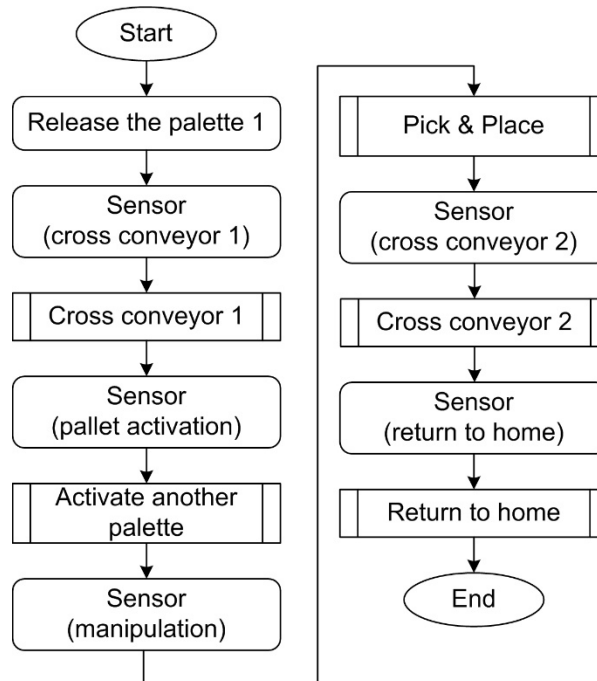 Start
Release the palette 1
Sensor
(cross conveyor 1)
Cross conveyor 1
Sensor
(pallet activation)
Activate another
palette
Sensor
(manipulation)
Pick & Place
Sensor
(cross conveyor 2)
Cross conveyor 2
Sensor
(return to home)
Return to home
End